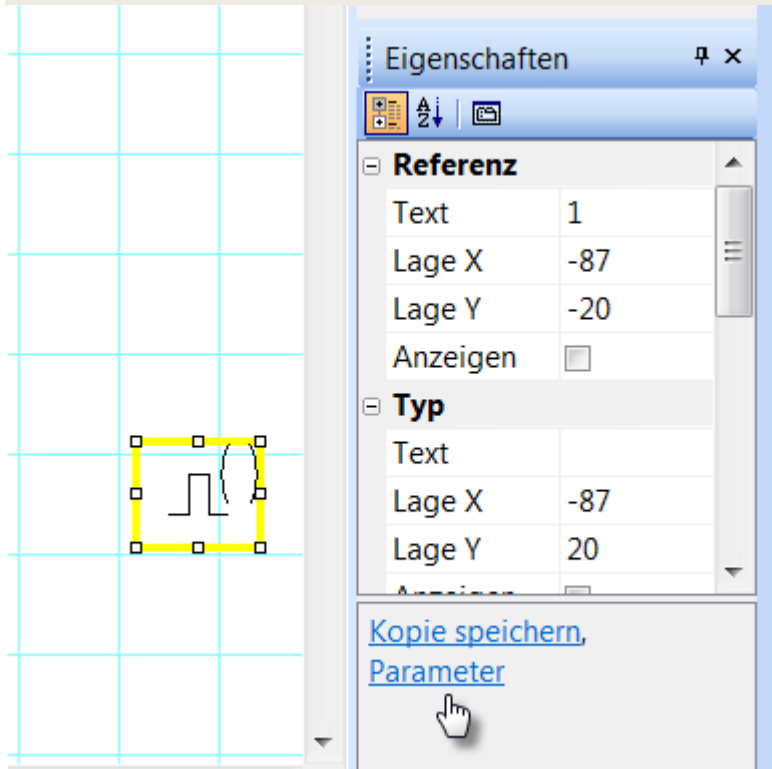 Eigenschaften
Referenz
Text 1
Lage X -87
Lage Y -20
Anzeigen
Typ
Text
Lage X -87
Lage Y 20
Kopie speichern,
Parameter